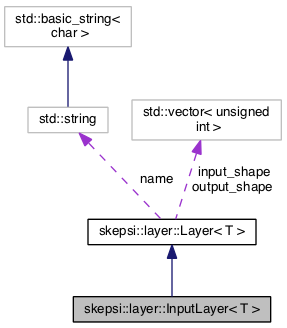 std::basic_string<
char >
std::string
std::vector< unsigned
int >
name
input_shape
output_shape
skepsi::layer::Layer< T >
skepsi::layer::InputLayer< T >